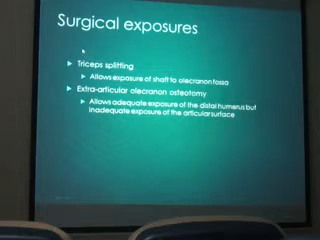 Surgical exposures
Triceps splitting
Allows exposure of shaft to olecranon fossa
Extra-articular olecranon osteotomy
Allows adequate exposure of the distal humerus but
inadequate exposure of the articular surface